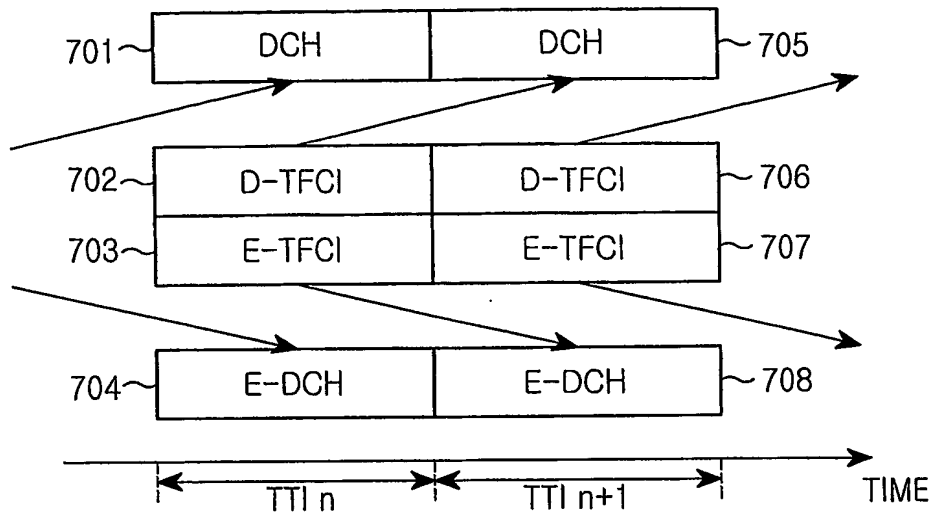 701 DCH DCH 705
702 D-TFCI D-TFCI 706
703 E-TFCI E-TFCI 707
704 E-DCH E-DCH 708
TTI n TTI n+1 TIME